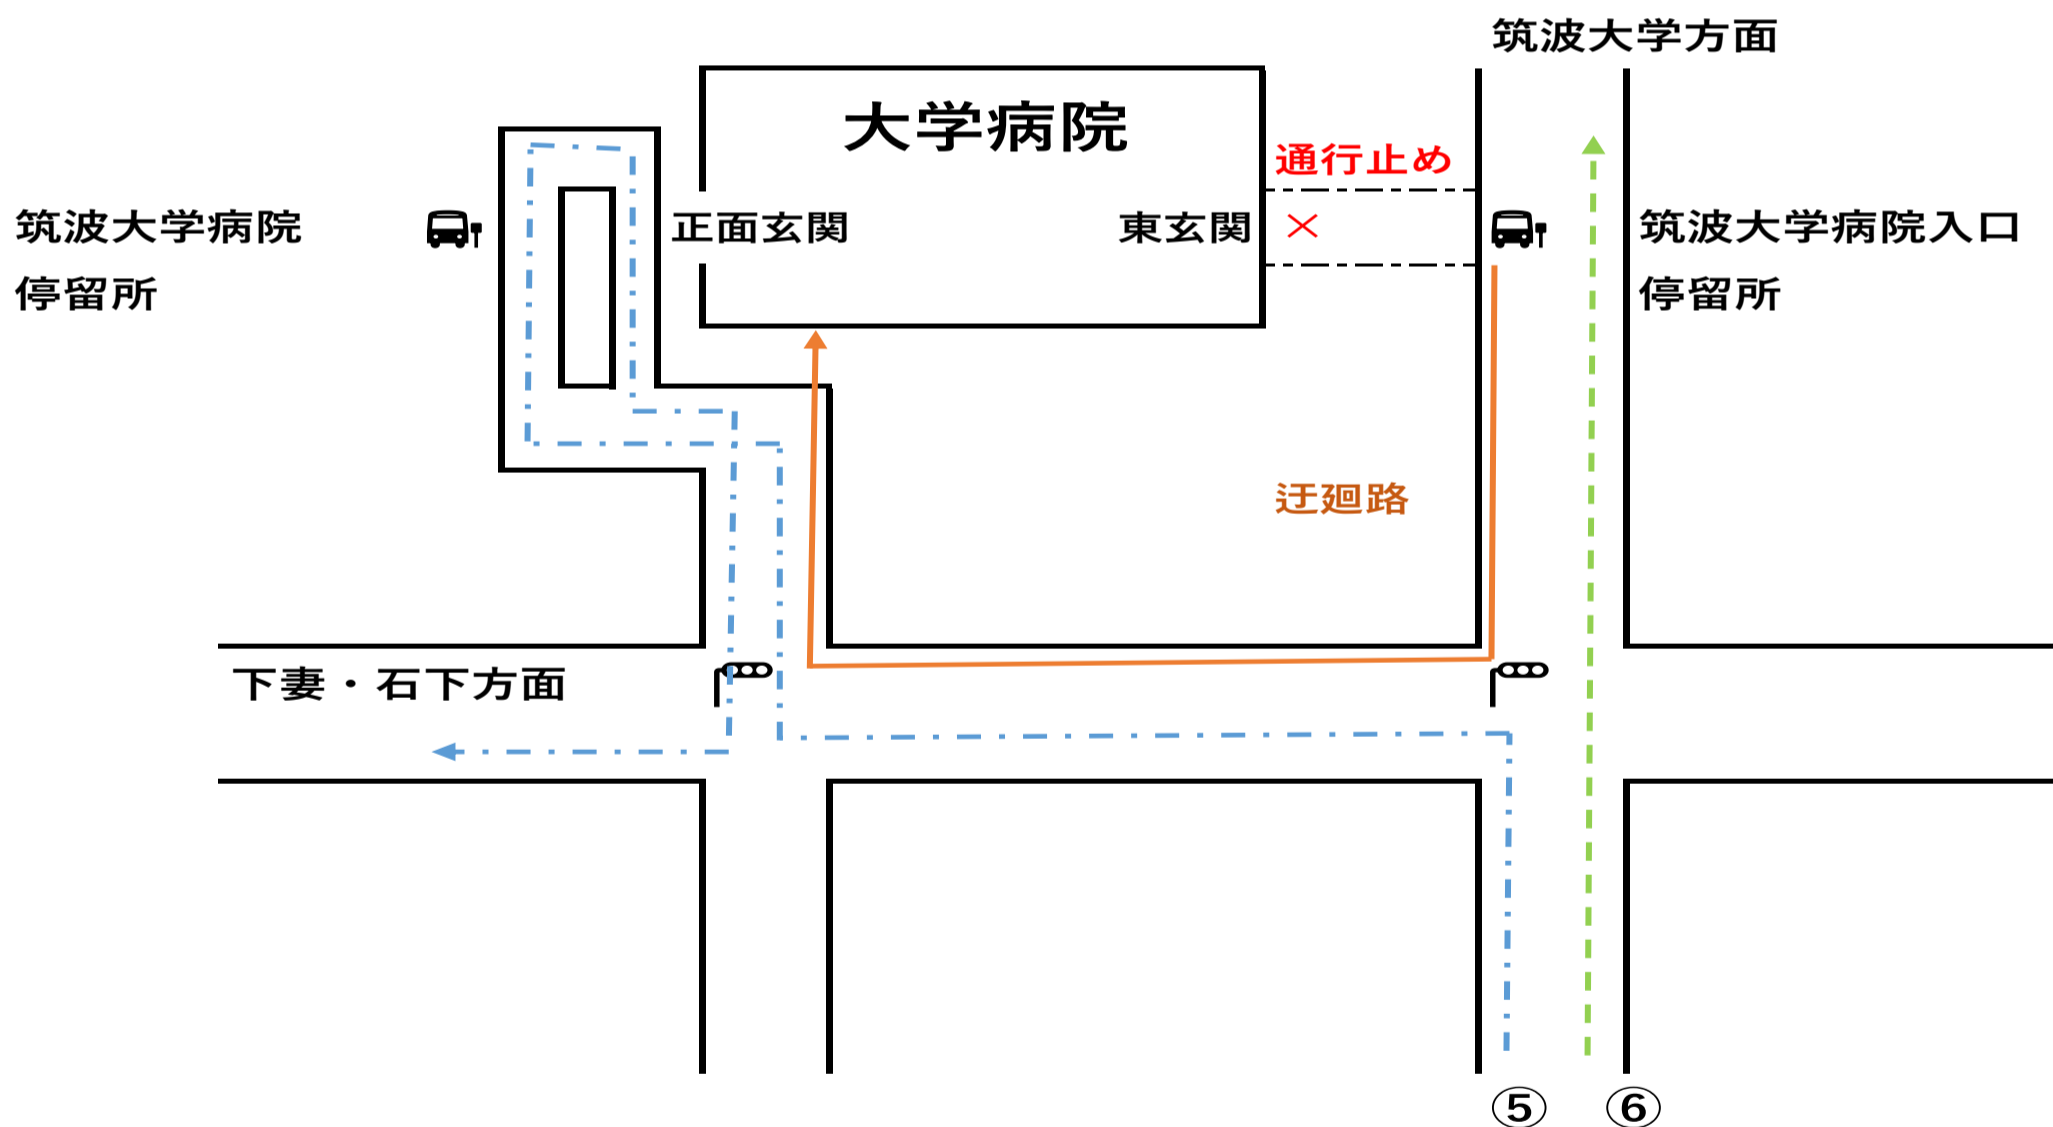 筑波大学方面
大学病院
通行止め
筑波大学病院
停留所
正面玄関
東玄関
×
筑波大学病院入口
停留所
迂廻路
下妻・石下方面
⑤
⑥